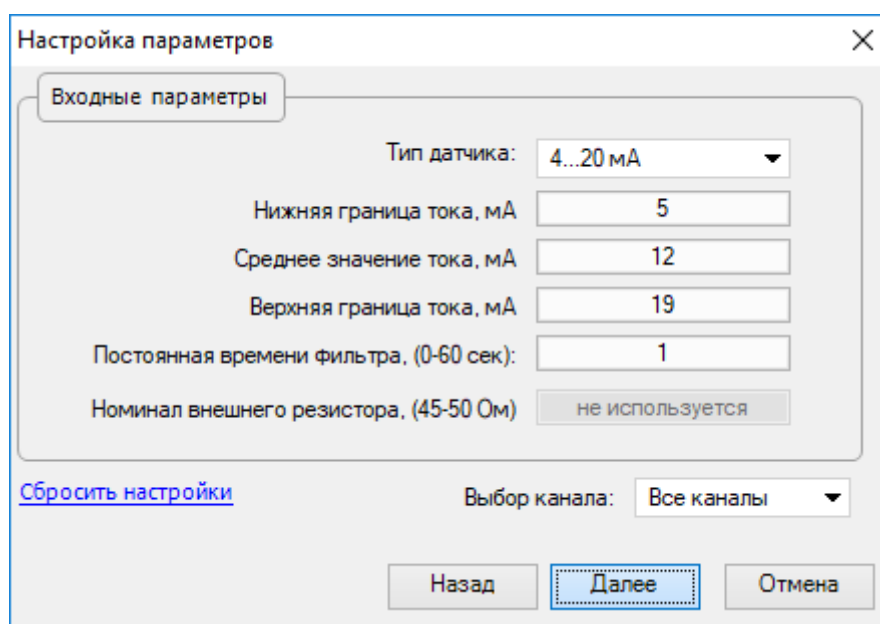 Настройка параметров
Входные параметры
Тип датчика: 4...20 мА
Нижняя граница тока, мА 5
Среднее значение тока, мА 12
Верхняя граница тока, мА 19
Постоянная времени фильтра, (0-60 сек): 1
Номинал внешнего резистора, (45-50 Ом) не используется
Сбросить настройки Выбор канала: Все каналы
Назад Далее Отмена